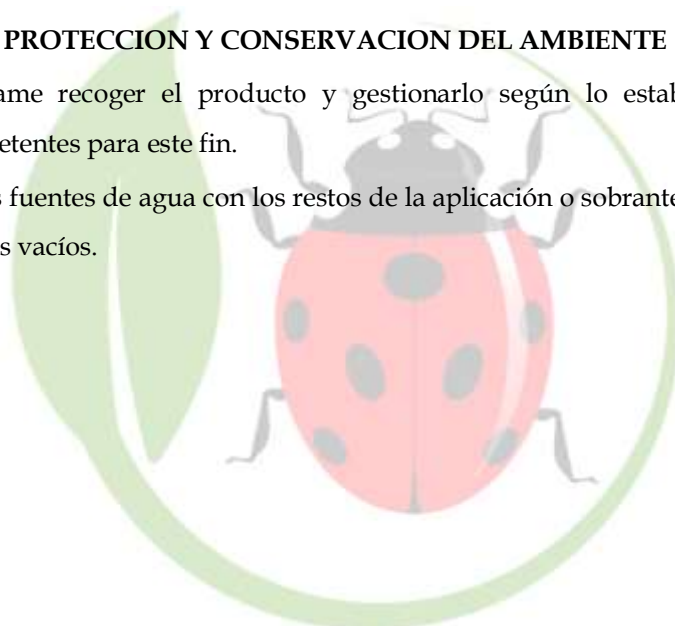 PROTECCION Y CONSERVACION DEL AMBIENTE
ame recoger el producto y gestionarlo según lo estab
etentes para este fin.
s fuentes de agua con los restos de la aplicación o sobrante
s vacíos.